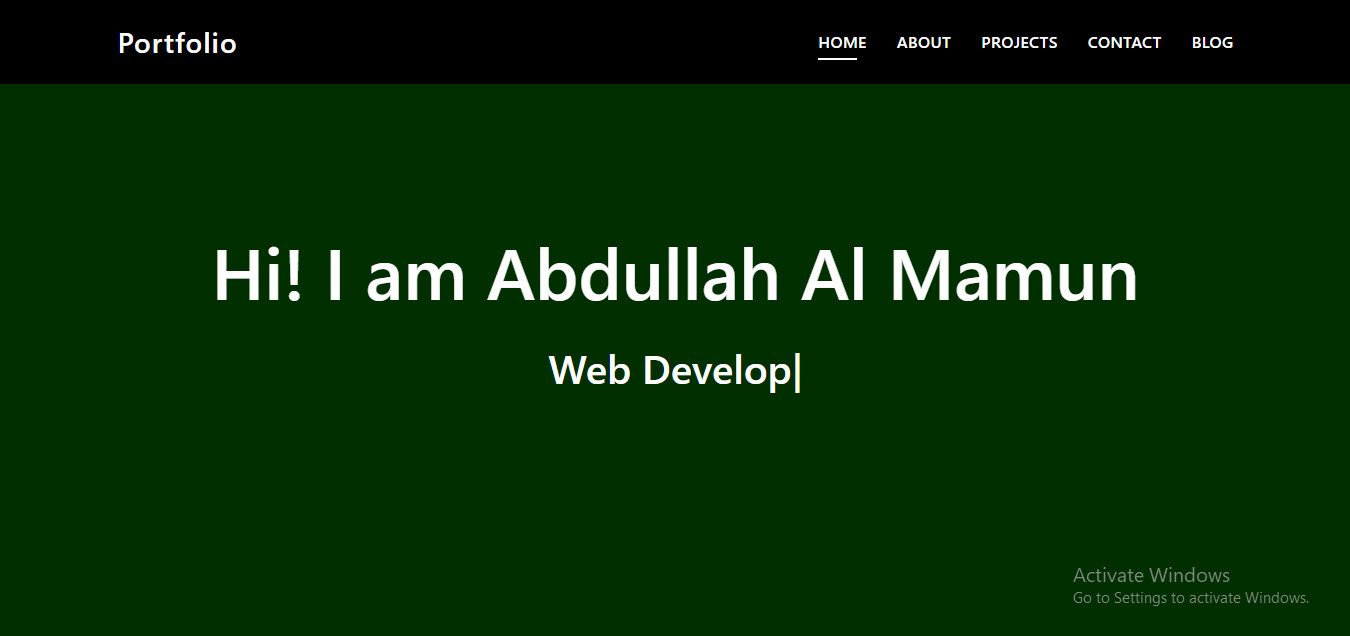 Portfolio
HOME ABOUT PROJECTS CONTACT BLOG
Hi! I am Abdullah Al Mamun
Web Develop|
Activate Windows
Go to Settings to activate Windows.